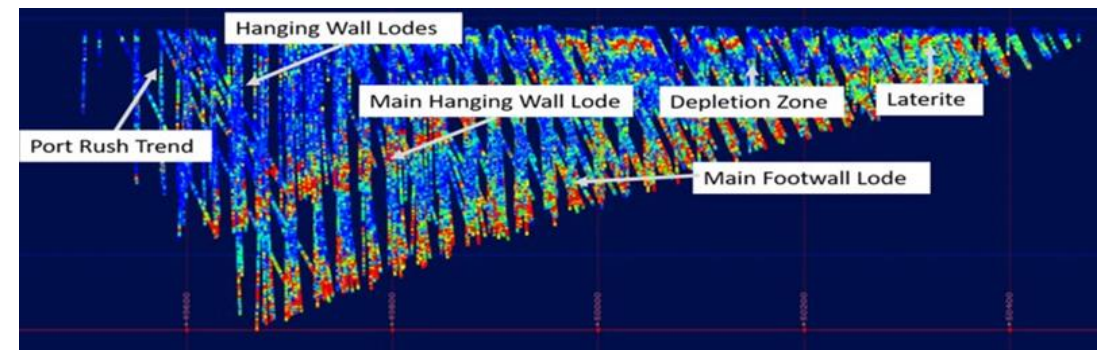 Hanging Wall Lodes
Main Hanging Wall Lode
Depletion Zone
Laterite
Port Rush Trend
Main Footwall Lode